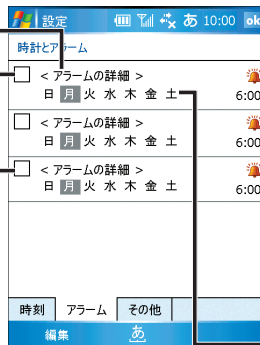 設定 あ 10:00 ok
時計とアラーム
< アラームの詳細 >
日 月 火 水 木 金 土 6:00
< アラームの詳細 >
日 月 火 水 木 金 土 6:00
< アラームの詳細 >
日 月 火 水 木 金 土 6:00
時刻 アラーム その他
編集 あ